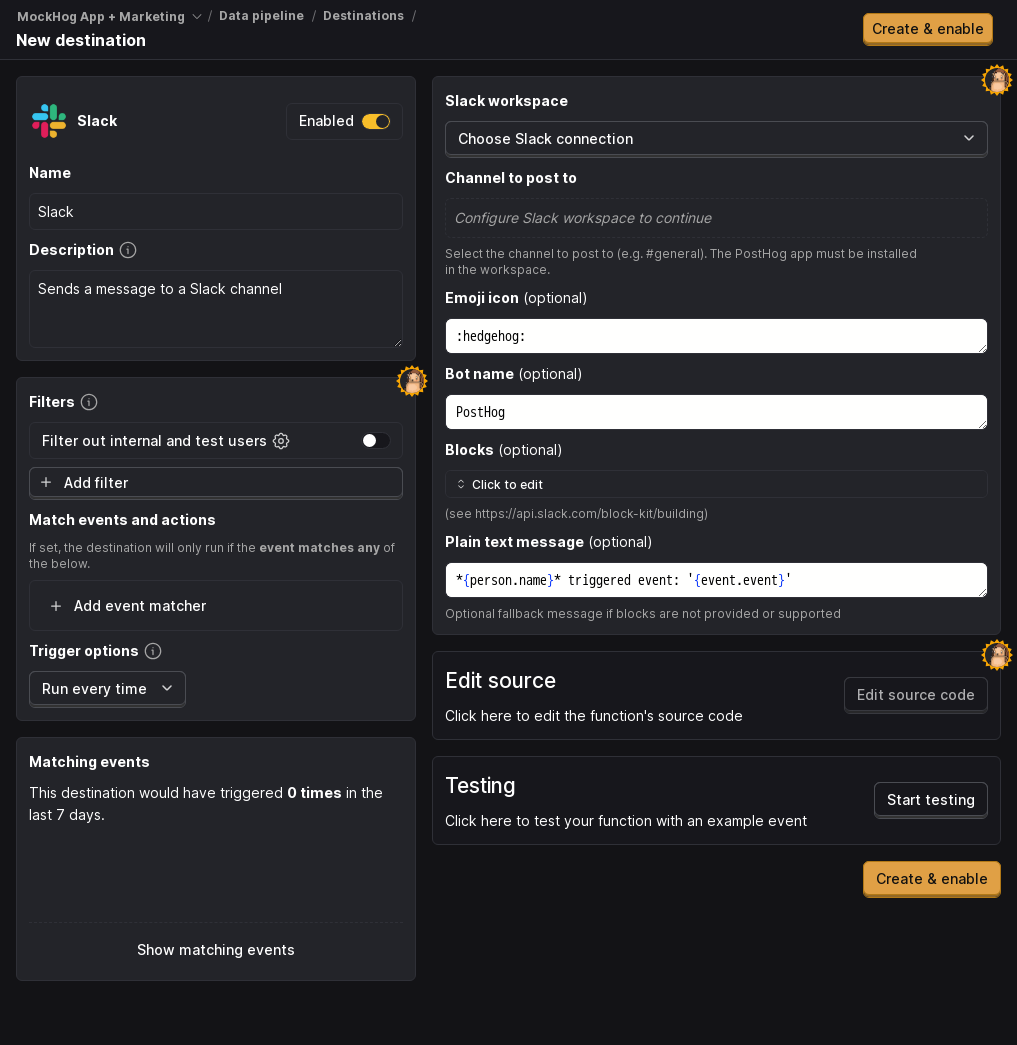 MockHog App + Marketing / Data pipeline / Destinations /
New destination
Create & enable
Slack
Enabled
Name
Slack
Description
Sends a message to a Slack channel
Filters
Filter out internal and test users
Add filter
Match events and actions
If set, the destination will only run if the event matches any of
the below.
Add event matcher
Trigger options
Run every time
Matching events
This destination would have triggered 0 times in the
last 7 days.
Show matching events
Slack workspace
Choose Slack connection
Channel to post to
Configure Slack workspace to continue
Select the channel to post to (e.g. #general). The PostHog app must be installed
in the workspace.
Emoji icon (optional)
:hedgehog:
Bot name (optional)
PostHog
Blocks (optional)
Click to edit
(see https://api.slack.com/block-kit/building)
Plain text message (optional)
*{person.name}* triggered event: '{event.event}'
Optional fallback message if blocks are not provided or supported
Edit source
Click here to edit the function's source code
Edit source code
Testing
Click here to test your function with an example event
Start testing
Create & enable